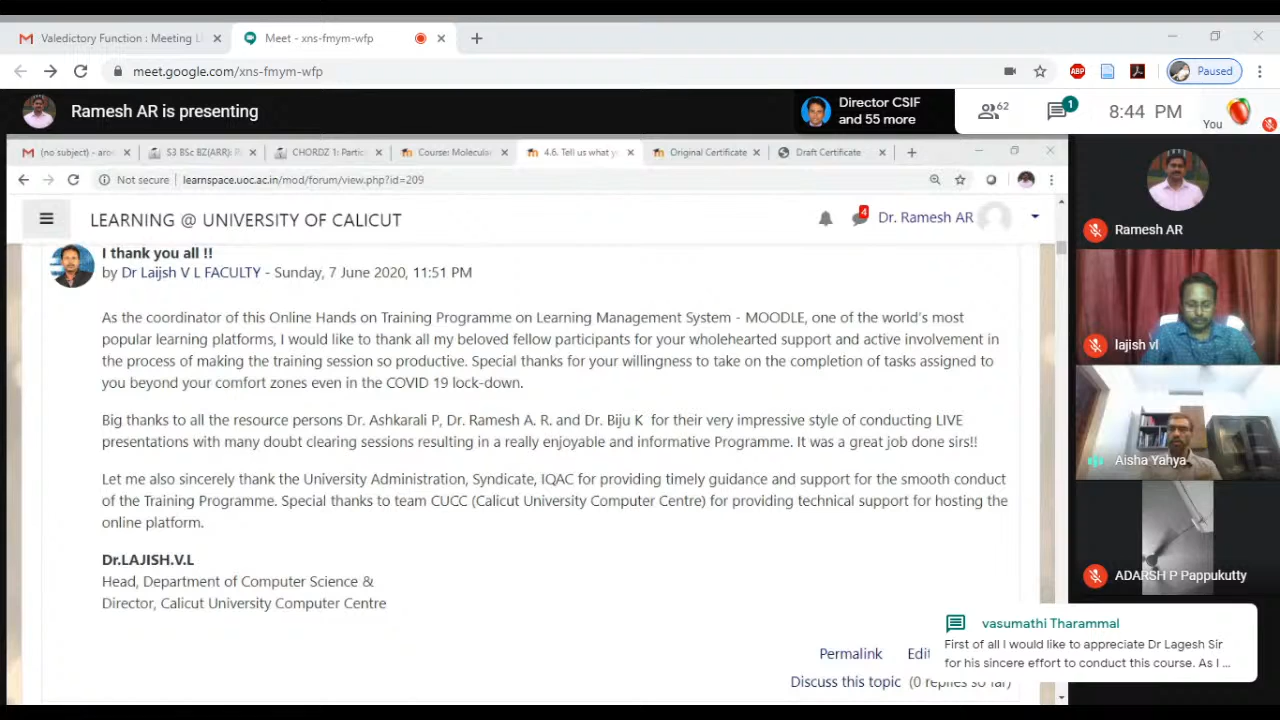 Valedictory Function : Meeting L
Meet - xns-fmym-wfp
meet.google.com/xns-fmym-wfp
ABP
Paused
Ramesh AR is presenting
Director CSIF
and 55 more
62
1
8:44 PM
You
(no subject) - aro
S3 BSc BZ(ARR): P
CHORDZ 1: Partic
Course: Molecula
4.6. Tell us what y
Original Certificate
Draft Certificate
Not secure
learnspace.uoc.ac.in/mod/forum/view.php?id=209
LEARNING @ UNIVERSITY OF CALICUT
4
Dr. Ramesh AR
I thank you all !!
by Dr Laijsh V L FACULTY - Sunday, 7 June 2020, 11:51 PM
As the coordinator of this Online Hands on Training Programme on Learning Management System - MOODLE, one of the world's most
popular learning platforms, I would like to thank all my beloved fellow participants for your wholehearted support and active involvement in
the process of making the training session so productive. Special thanks for your willingness to take on the completion of tasks assigned to
you beyond your comfort zones even in the COVID 19 lock-down.
Big thanks to all the resource persons Dr. Ashkarali P, Dr. Ramesh A. R. and Dr. Biju K for their very impressive style of conducting LIVE
presentations with many doubt clearing sessions resulting in a really enjoyable and informative Programme. It was a great job done sirs!!
Let me also sincerely thank the University Administration, Syndicate, IQAC for providing timely guidance and support for the smooth conduct
of the Training Programme. Special thanks to team CUCC (Calicut University Computer Centre) for providing technical support for hosting the
online platform.
Dr.LAJISH.V.L
Head, Department of Computer Science &
Director, Calicut University Computer Centre
Permalink
Edit
Discuss this topic (0 replies so far)
Ramesh AR
lajish vl
Aisha Yahya
ADARSH P Pappukutty
vasumathi Tharammal
First of all I would like to appreciate Dr Lagesh Sir
for his sincere effort to conduct this course. As I ...